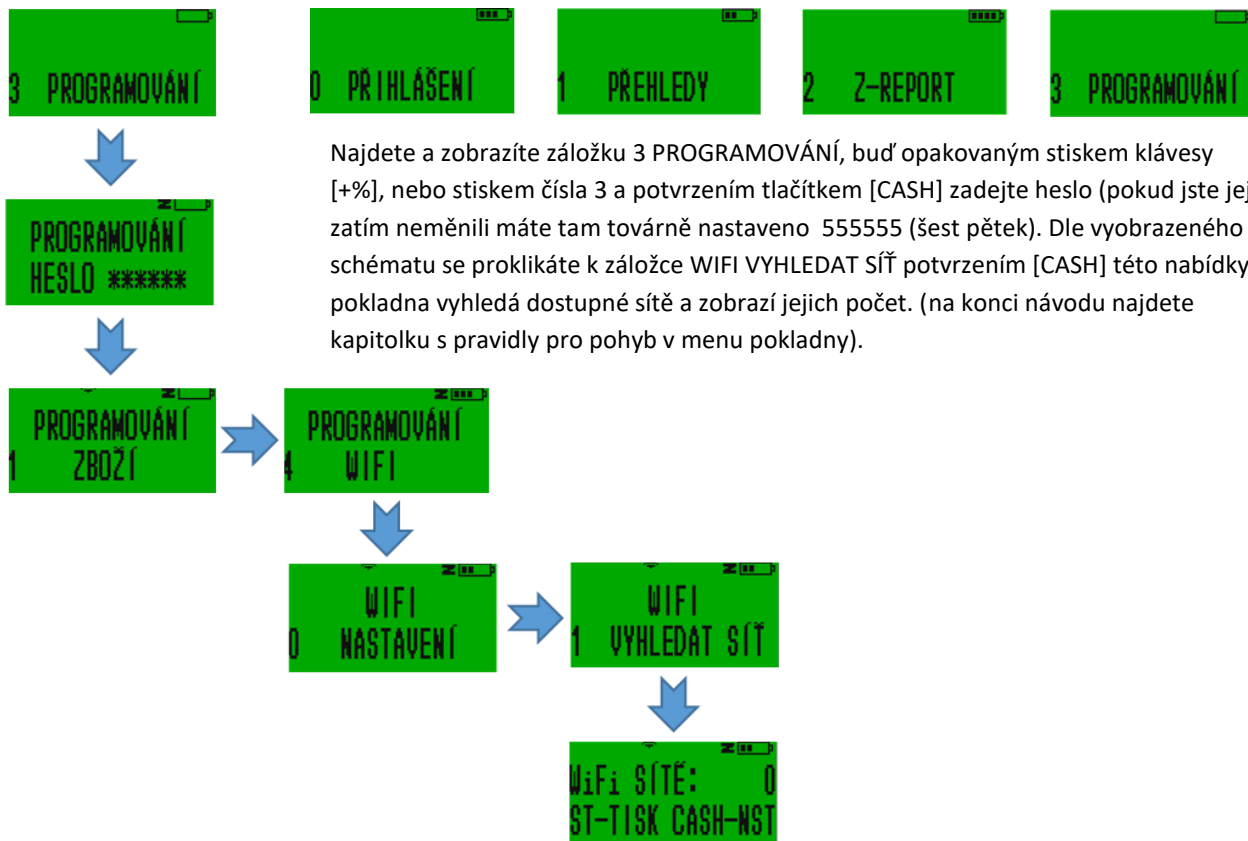 3 PROGRAMOVÁNÍ
0 PŘIHLÁŠENÍ
1 PŘEHLEDY
2 Z-REPORT
3 PROGRAMOVÁNÍ
Najdete a zobrazíte záložku 3 PROGRAMOVÁNÍ, buď opakovaným stiskem klávesy
[+%], nebo stiskem čísla 3 a potvrzením tlačítkem [CASH] zadejte heslo (pokud jste jej
zatím neměnili máte tam továrně nastaveno 555555 (šest pětek). Dle vyobrazeného
schématu se proklikáte k záložce WIFI VYHLEDAT SÍŤ potvrzením [CASH] této nabídky
pokladna vyhledá dostupné sítě a zobrazí jejich počet. (na konci návodu najdete
kapitolku s pravidly pro pohyb v menu pokladny).
N
PROGRAMOVÁNÍ
HESLO ******
N
PROGRAMOVÁNÍ
1 ZBOŽÍ
N
PROGRAMOVÁNÍ
4 WIFI
N
WIFI
0 NASTAVENÍ
N
WIFI
1 VYHLEDAT SÍŤ
N
WiFi SÍTĚ: 0
ST-TISK CASH-NST